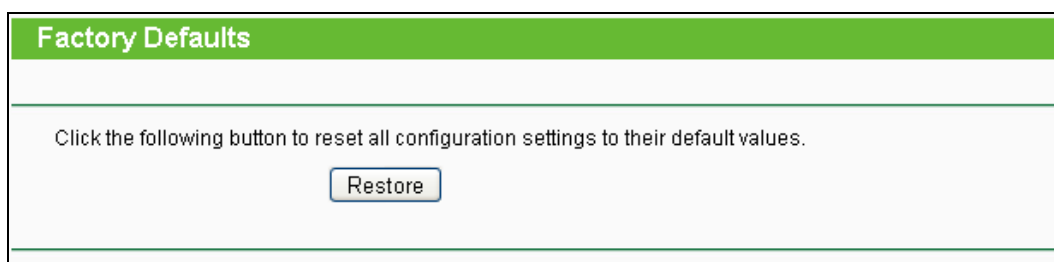 Factory Defaults
Click the following button to reset all configuration settings to their default values.
Restore